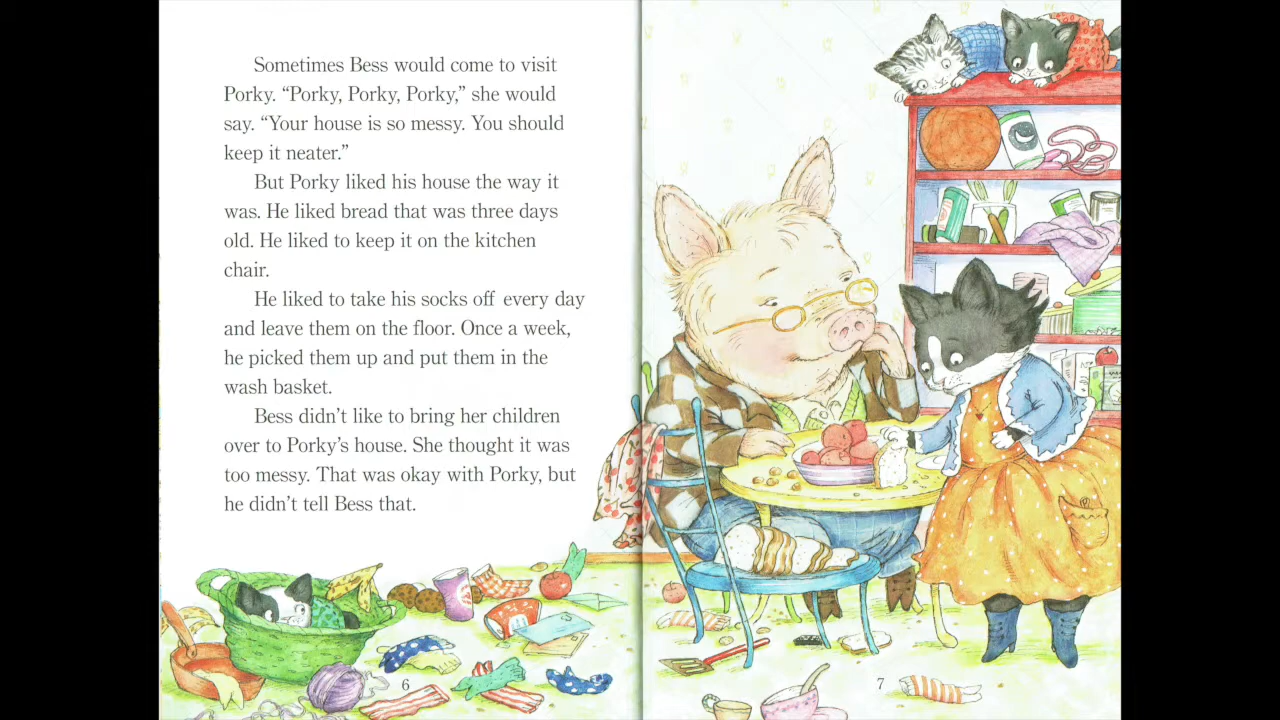 Sometimes Bess would come to visit
Porky. “Porky, Porky, Porky,” she would
say. “Your house is so messy. You should
keep it neater.”
But Porky liked his house the way it
was. He liked bread that was three days
old. He liked to keep it on the kitchen
chair.
He liked to take his socks off every day
and leave them on the floor. Once a week,
he picked them up and put them in the
wash basket.
Bess didn’t like to bring her children
over to Porky’s house. She thought it was
too messy. That was okay with Porky, but
he didn’t tell Bess that.
6
7